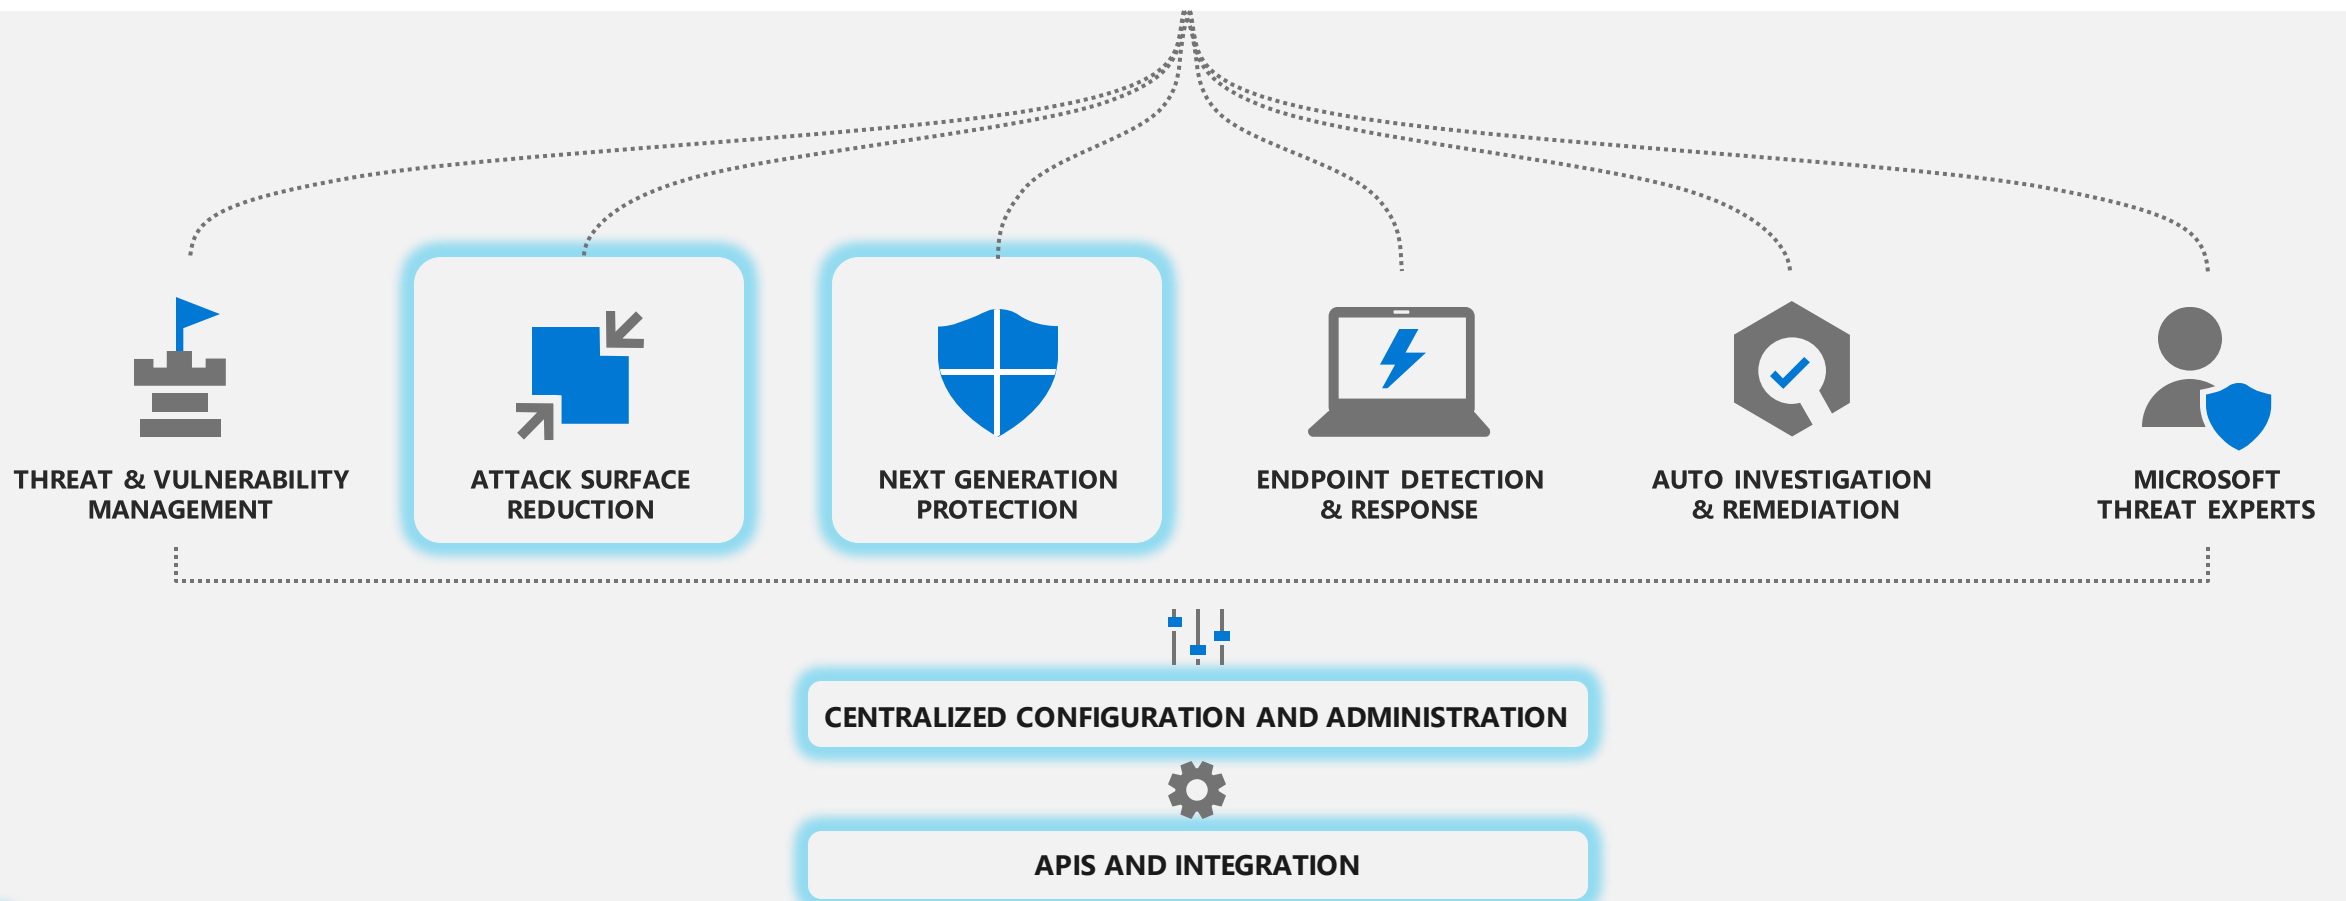 THREAT & VULNERABILITY
MANAGEMENT
ATTACK SURFACE
REDUCTION
NEXT GENERATION
PROTECTION
ENDPOINT DETECTION
& RESPONSE
AUTO INVESTIGATION
& REMEDIATION
MICROSOFT
THREAT EXPERTS
CENTRALIZED CONFIGURATION AND ADMINISTRATION
APIS AND INTEGRATION